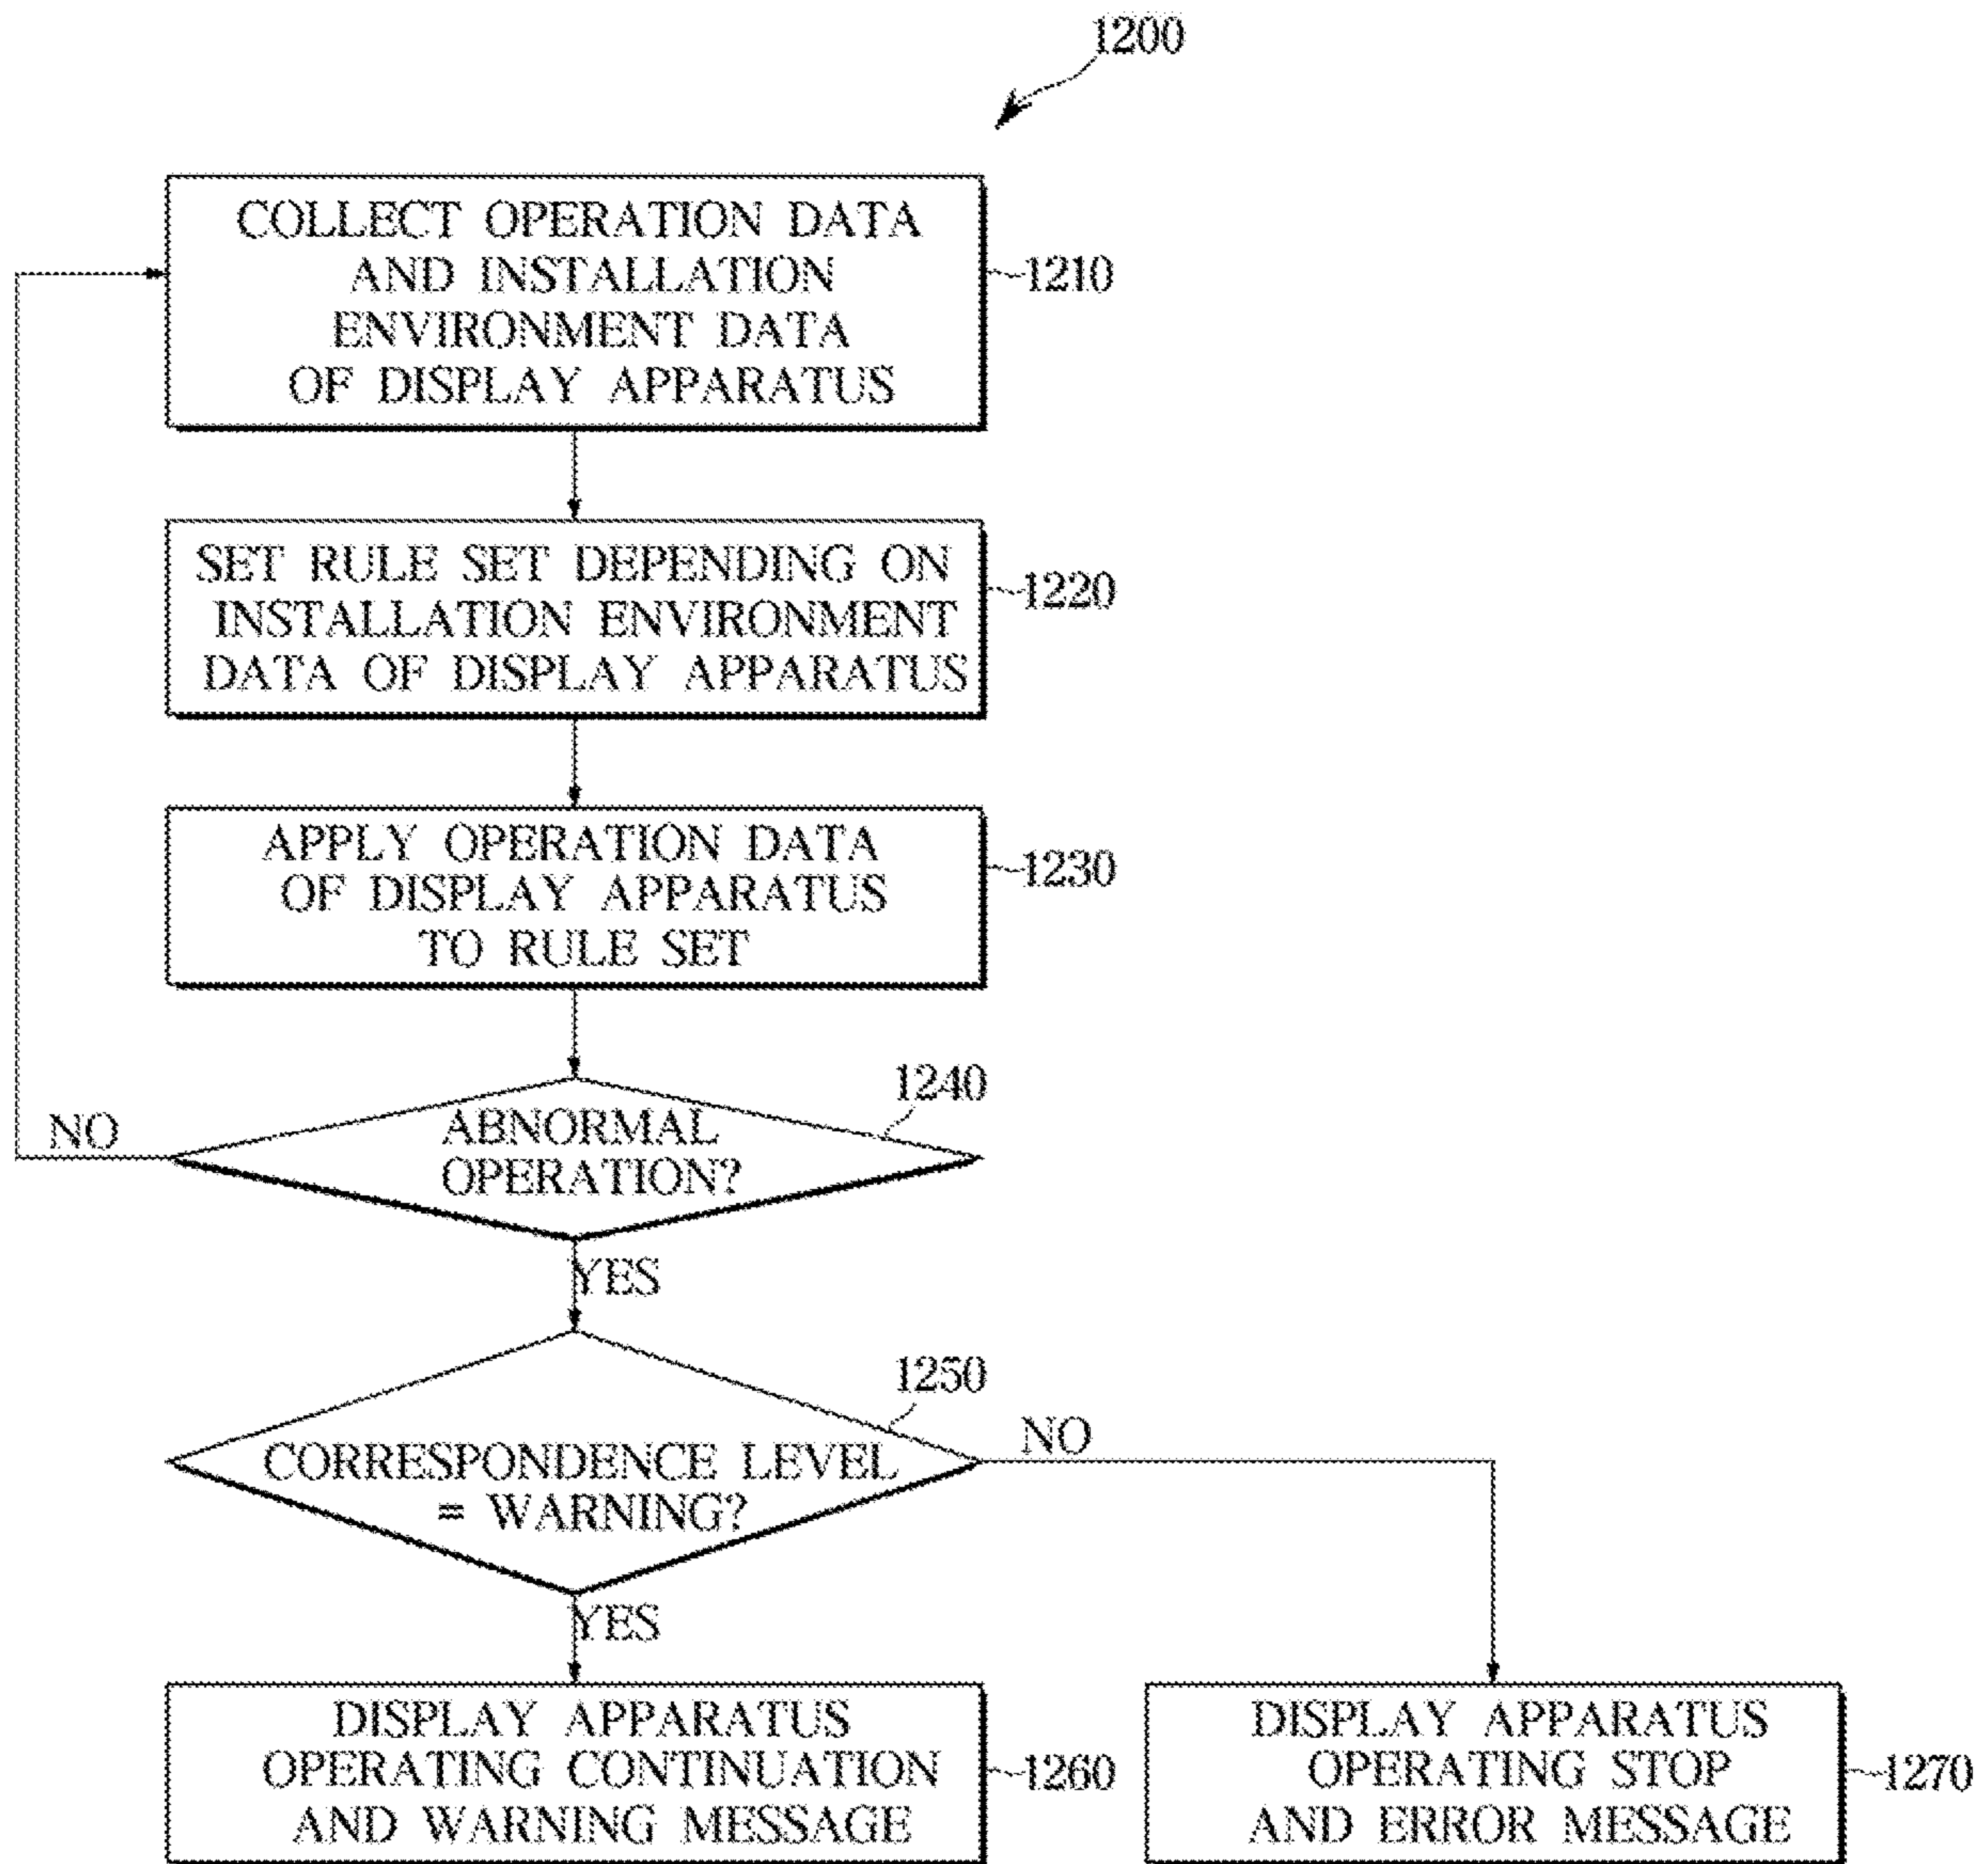 1200
COLLECT OPERATION DATA
AND INSTALLATION
ENVIRONMENT DATA
OF DISPLAY APPARATUS
1210
SET RULE SET DEPENDING ON
INSTALLATION ENVIRONMENT
DATA OF DISPLAY APPARATUS
1220
APPLY OPERATION DATA
OF DISPLAY APPARATUS
TO RULE SET
1230
1240
ABNORMAL
OPERATION?
NO
YES
1250
CORRESPONDENCE LEVEL
= WARNING?
NO
YES
DISPLAY APPARATUS
OPERATING CONTINUATION
AND WARNING MESSAGE
1260
DISPLAY APPARATUS
OPERATING STOP
AND ERROR MESSAGE
1270